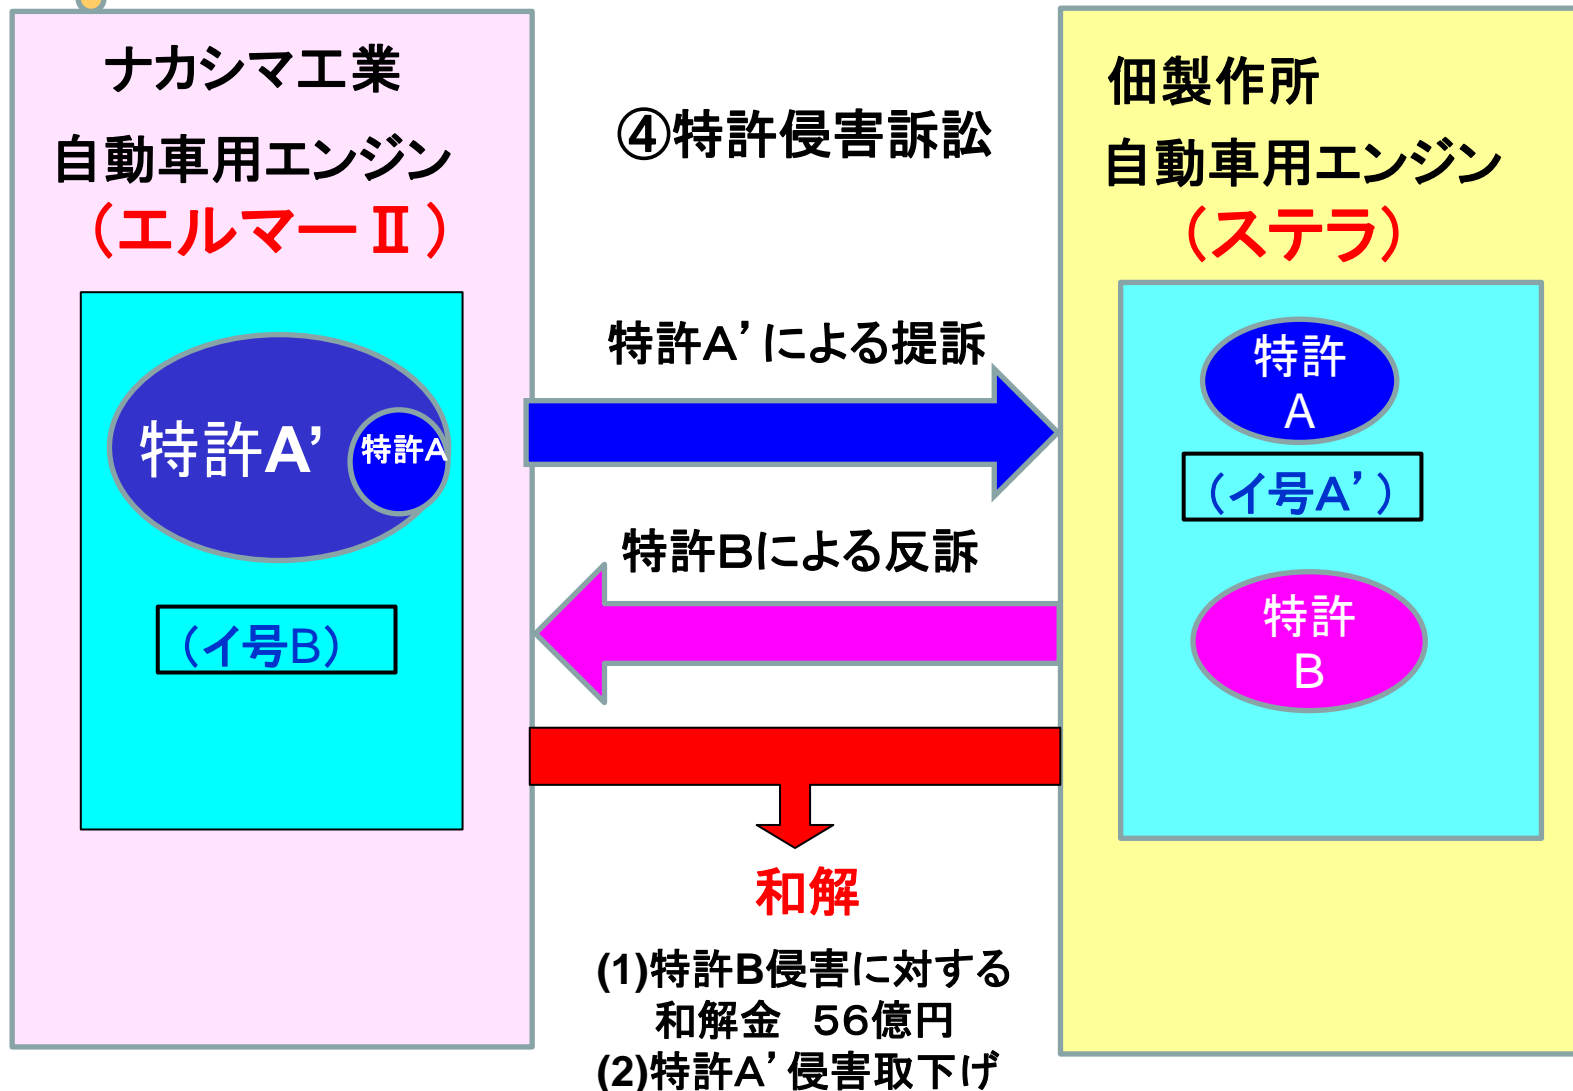 ナカシマ工業
自動車用エンジン
（エルマーⅡ）
特許A’
特許A
（イ号B）
④特許侵害訴訟
特許A’による提訴
特許Bによる反訴
和解
(1)特許B侵害に対する
和解金　５６億円
(2)特許A’侵害取下げ
佃製作所
自動車用エンジン
（ステラ）
特許
A
（イ号A’）
特許
B